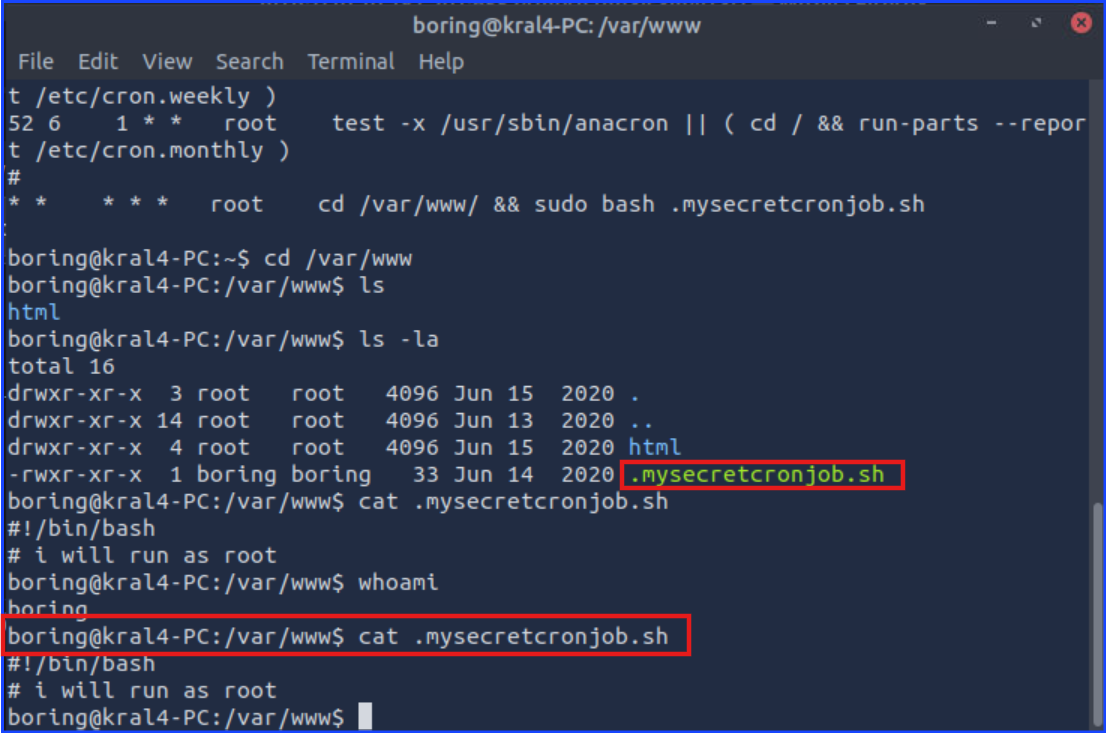 boring@kral4-PC: /var/www
File Edit View Search Terminal Help
t /etc/cron.weekly )
52 6    1 * *   root    test -x /usr/sbin/anacron || ( cd / && run-parts --repor
t /etc/cron.monthly )
#
* *     * * *   root    cd /var/www/ && sudo bash .mysecretcronjob.sh
boring@kral4-PC:~$ cd /var/www
boring@kral4-PC:/var/www$ ls
html
boring@kral4-PC:/var/www$ ls -la
total 16
drwxr-xr-x  3 root   root   4096 Jun 15  2020 .
drwxr-xr-x 14 root   root   4096 Jun 13  2020 ..
drwxr-xr-x  4 root   root   4096 Jun 15  2020 html
-rwxr-xr-x  1 boring boring   33 Jun 14  2020 .mysecretcronjob.sh
boring@kral4-PC:/var/www$ cat .mysecretcronjob.sh
#!/bin/bash
# i will run as root
boring@kral4-PC:/var/www$ whoami
boring
boring@kral4-PC:/var/www$ cat .mysecretcronjob.sh
#!/bin/bash
# i will run as root
boring@kral4-PC:/var/www$